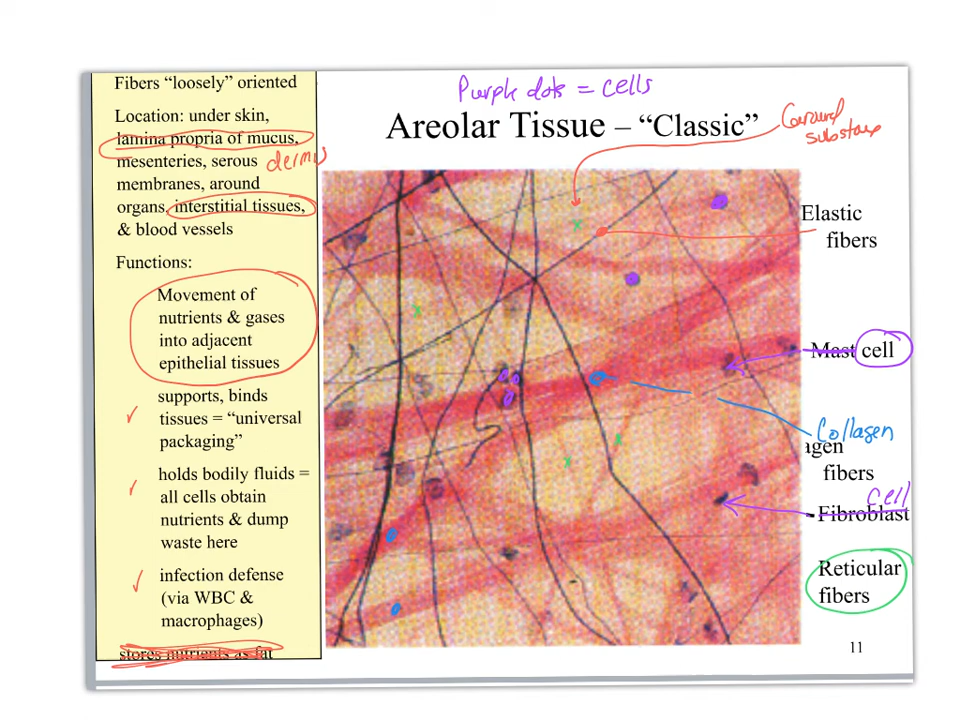 Fibers “loosely” oriented
Location: under skin,
lamina propria of mucus,
mesenteries, serous dermis
membranes, around
organs, interstitial tissues,
& blood vessels
Functions:
Movement of
nutrients & gases
into adjacent
epithelial tissues
supports, binds
tissues = “universal
packaging”
holds bodily fluids =
all cells obtain
nutrients & dump
waste here
infection defense
(via WBC &
macrophages)
stores nutrients as fat
Purple dots = cells
Areolar Tissue – “Classic”
Ground
substance
Elastic
fibers
Mast cell
Collagen
agen
fibers
cell
Fibroblast
Reticular
fibers
11